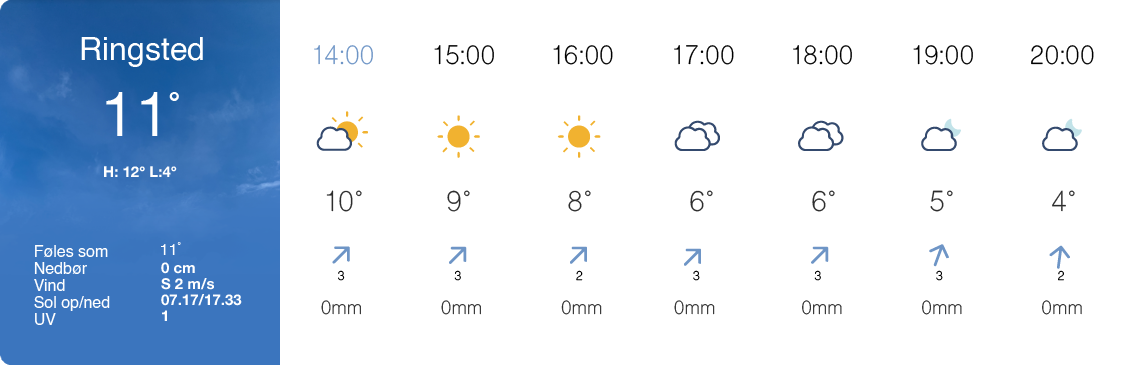 Ringsted
11°
H: 12° L:4°
Føles som 11°
Nedbør 0 cm
Vind S 2 m/s
Sol op/ned 07.17/17.33
UV 1
14:00 15:00 16:00 17:00 18:00 19:00 20:00
10° 9° 8° 6° 6° 5° 4°
3 3 2 3 3 3 2
0mm 0mm 0mm 0mm 0mm 0mm 0mm